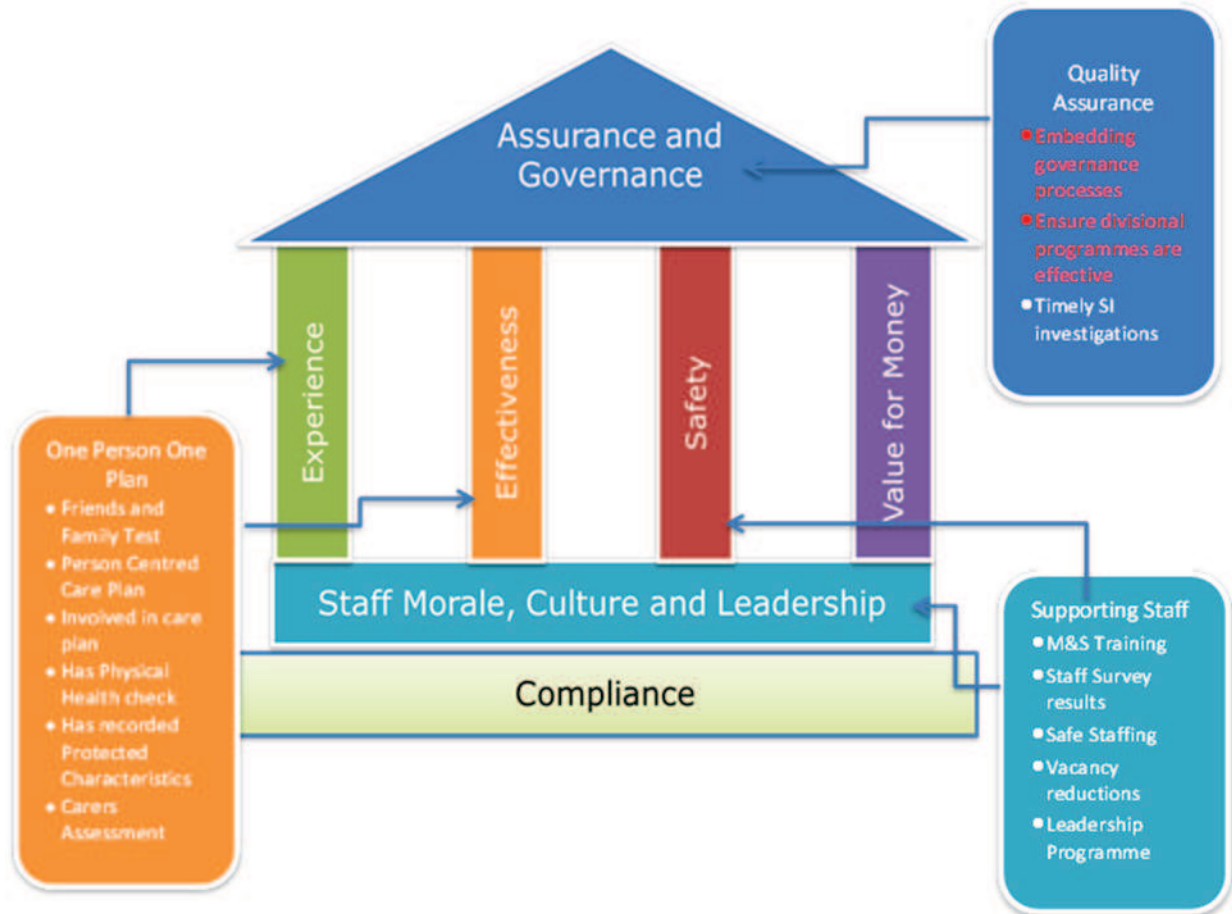 Quality
Assurance
Embedding
governance
processes
Ensure divisional
programmes are
effective
Timely SI
investigations
Assurance and
Governance
Experience
Effectiveness
Safety
Value for Money
One Person One
Plan
Friends and
Family Test
Person Centred
Care Plan
Involved in care
plan
Has Physical
Health check
Has recorded
Protected
Characteristics
Carers
Assessment
Staff Morale, Culture and Leadership
Compliance
Supporting Staff
M&S Training
Staff Survey
results
Safe Staffing
Vacancy
reductions
Leadership
Programme